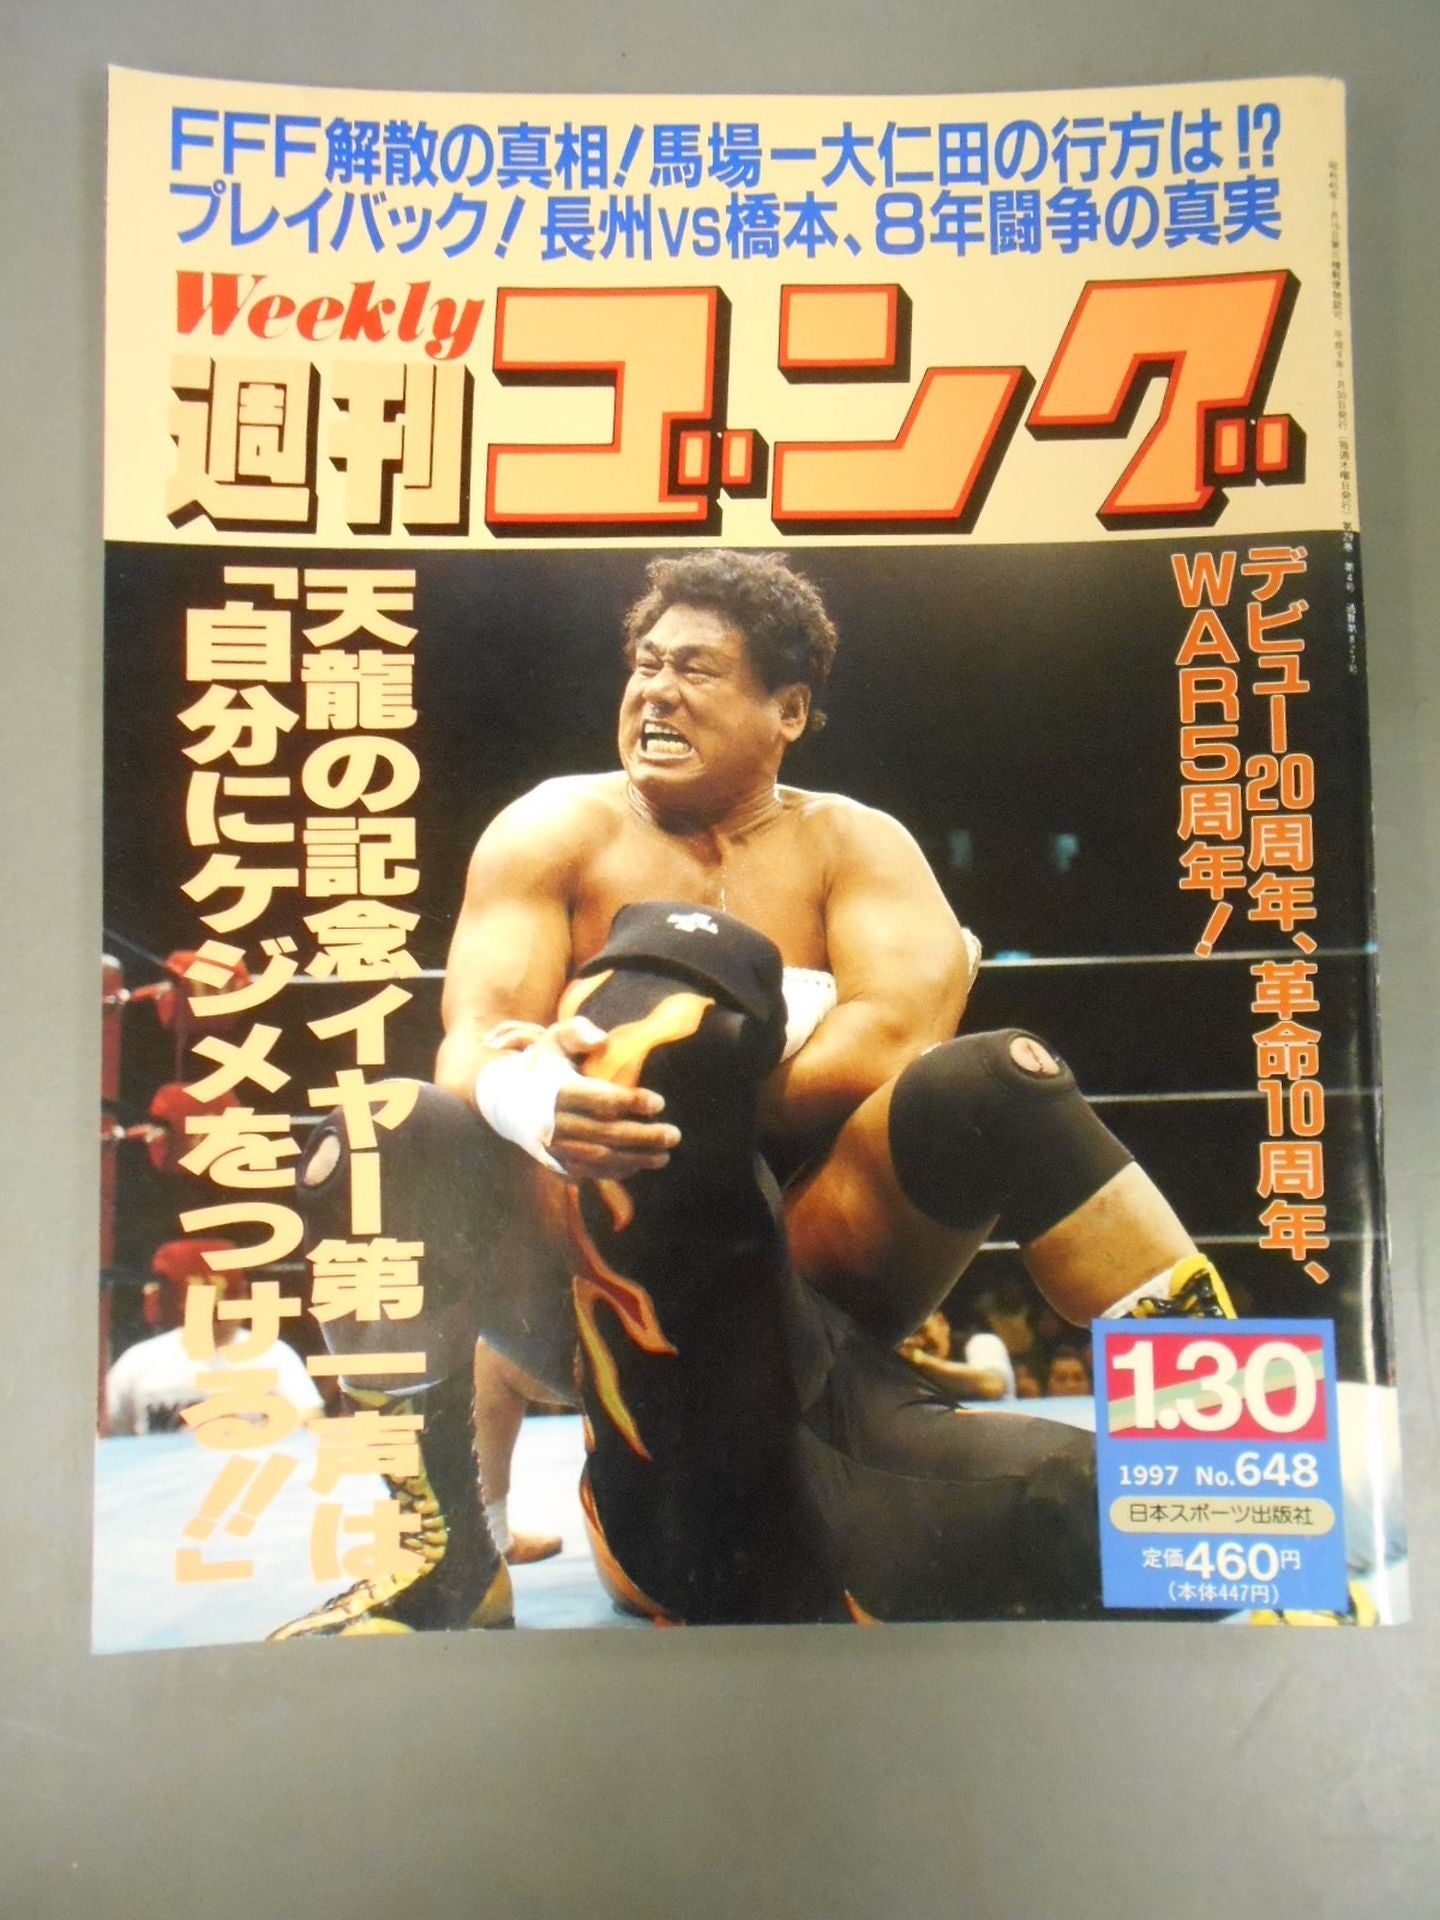 FFF解散の真相!馬場ー大仁田の行方は!?
プレイバック!長州VS橋本、8年闘争の真実
Weekly
週刊ゴング
デビュー20周年、革命10周年、
WAR5周年!
天龍の記念イヤー第一声は
「自分にケジメをつける!!」
1.30
1997 No.648
日本スポーツ出版社
定価460円
(本体447円)